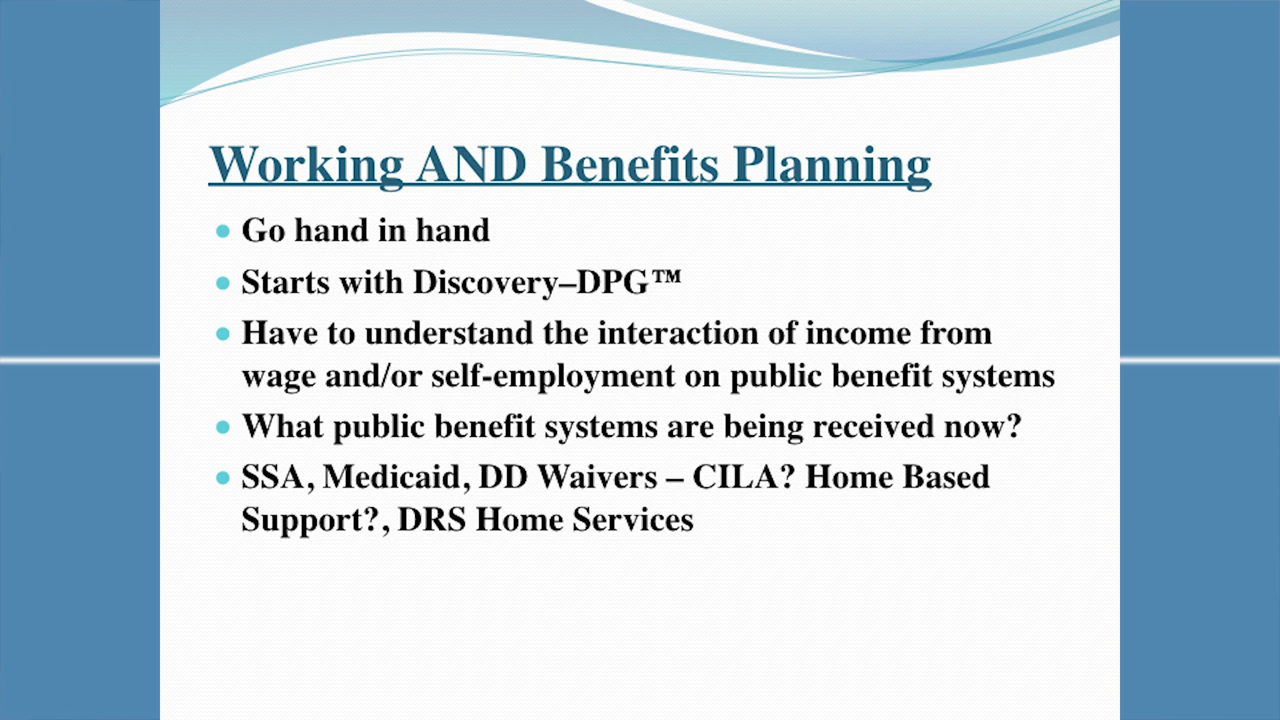 Working AND Benefits Planning
Go hand in hand
Starts with Discovery–DPG™
Have to understand the interaction of income from
wage and/or self-employment on public benefit systems
What public benefit systems are being received now?
SSA, Medicaid, DD Waivers – CILA? Home Based
Support?, DRS Home Services